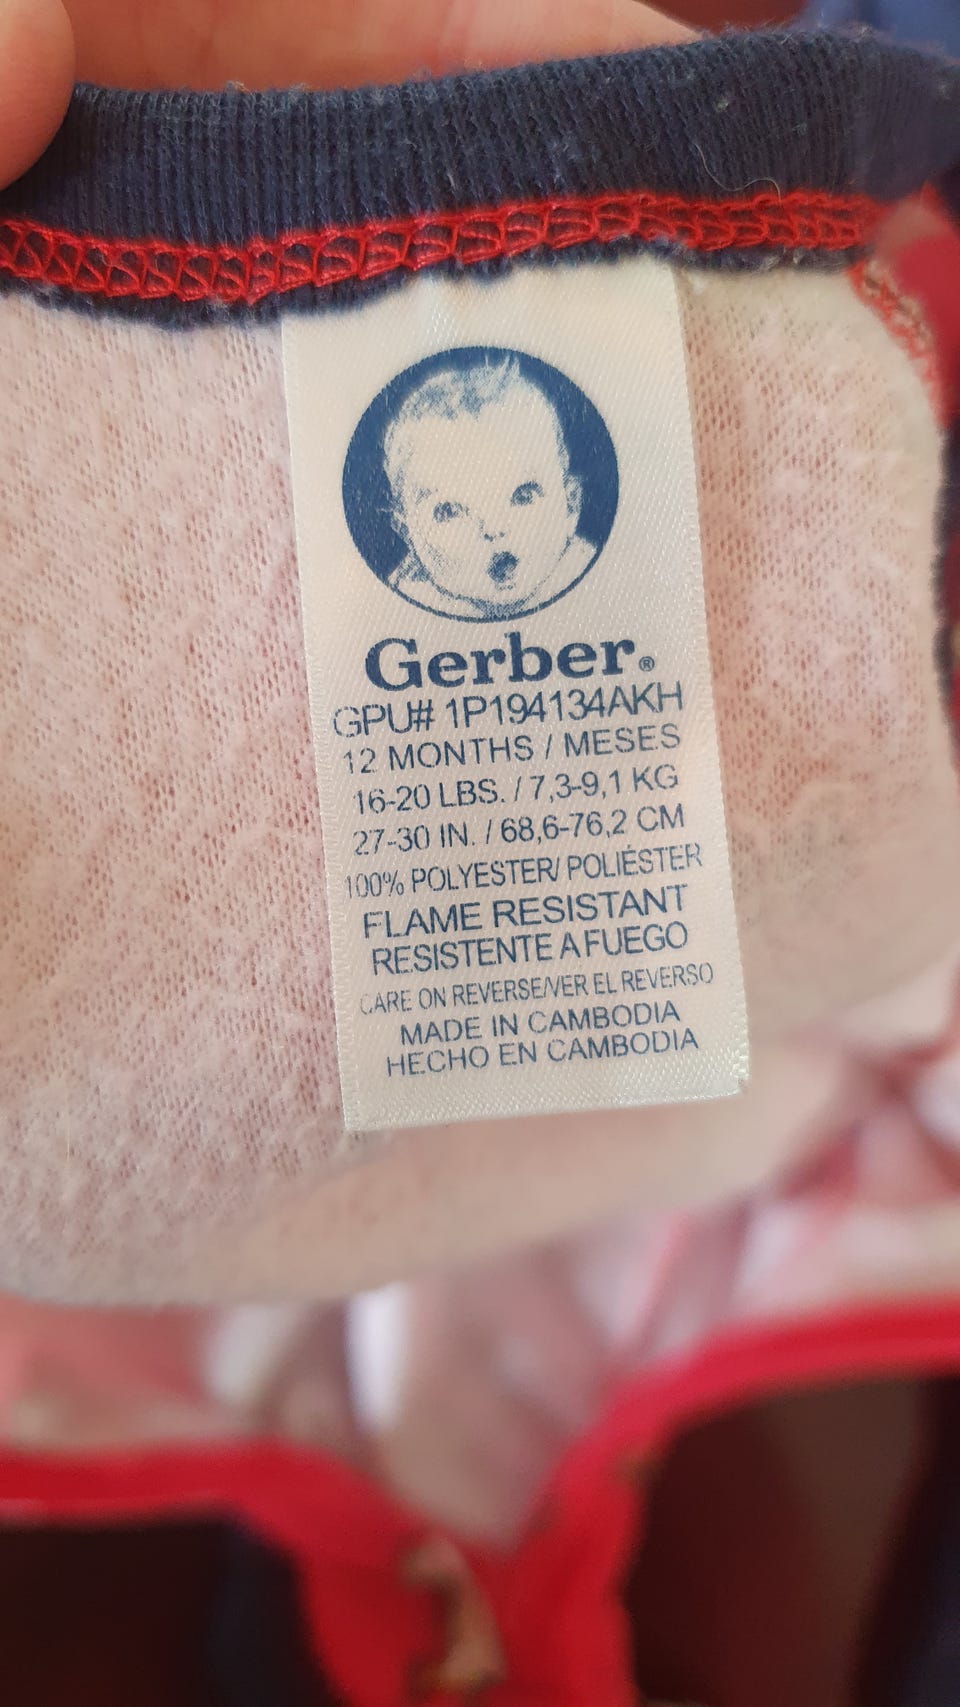 Gerber®
GPU# 1P194134AKH
12 MONTHS / MESES
16-20 LBS. / 7,3-9,1 KG
27-30 IN. / 68,6-76,2 CM
100% POLYESTER/ POLIÉSTER
FLAME RESISTANT
RESISTENTE A FUEGO
CARE ON REVERSE/VER EL REVERSO
MADE IN CAMBODIA
HECHO EN CAMBODIA